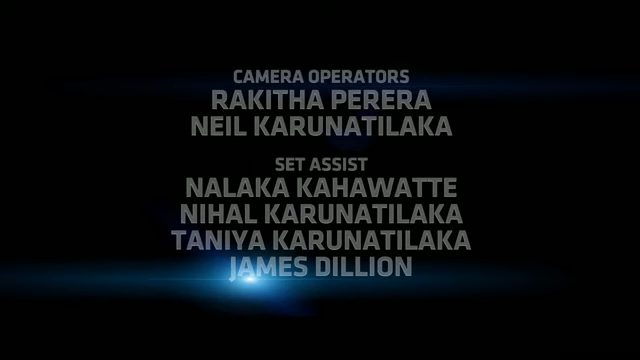 CAMERA OPERATORS
RAKITHA PERERA
NEIL KARUNATILAKA
SET ASSIST
NALAKA KAHAWATTE
NIHAL KARUNATILAKA
TANIYA KARUNATILAKA
JAMES DILLION